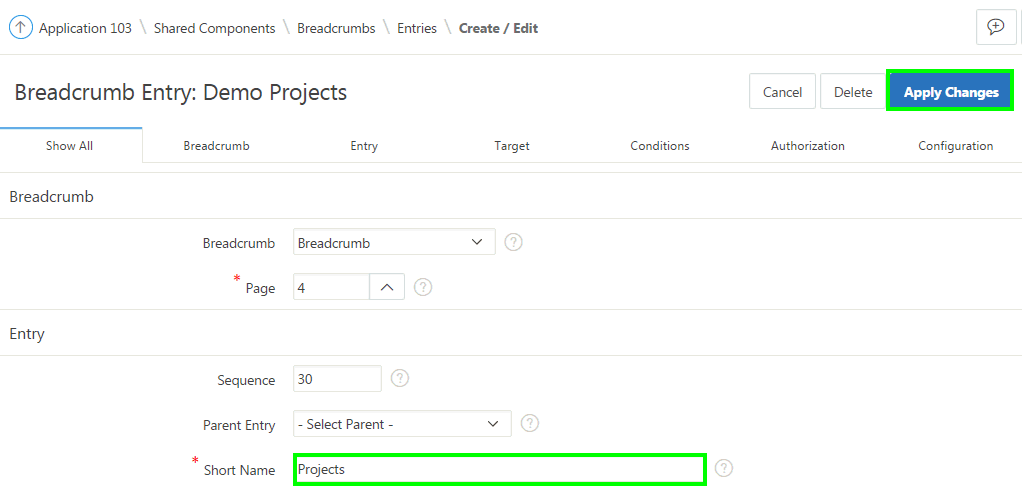 Application 103 \ Shared Components \ Breadcrumbs \ Entries \ Create / Edit
Breadcrumb Entry: Demo Projects
Cancel Delete Apply Changes
Show All Breadcrumb Entry Target Conditions Authorization Configuration
Breadcrumb
Breadcrumb Breadcrumb ?
* Page 4 ?
Entry
Sequence 30 ?
Parent Entry - Select Parent - ?
* Short Name Projects ?